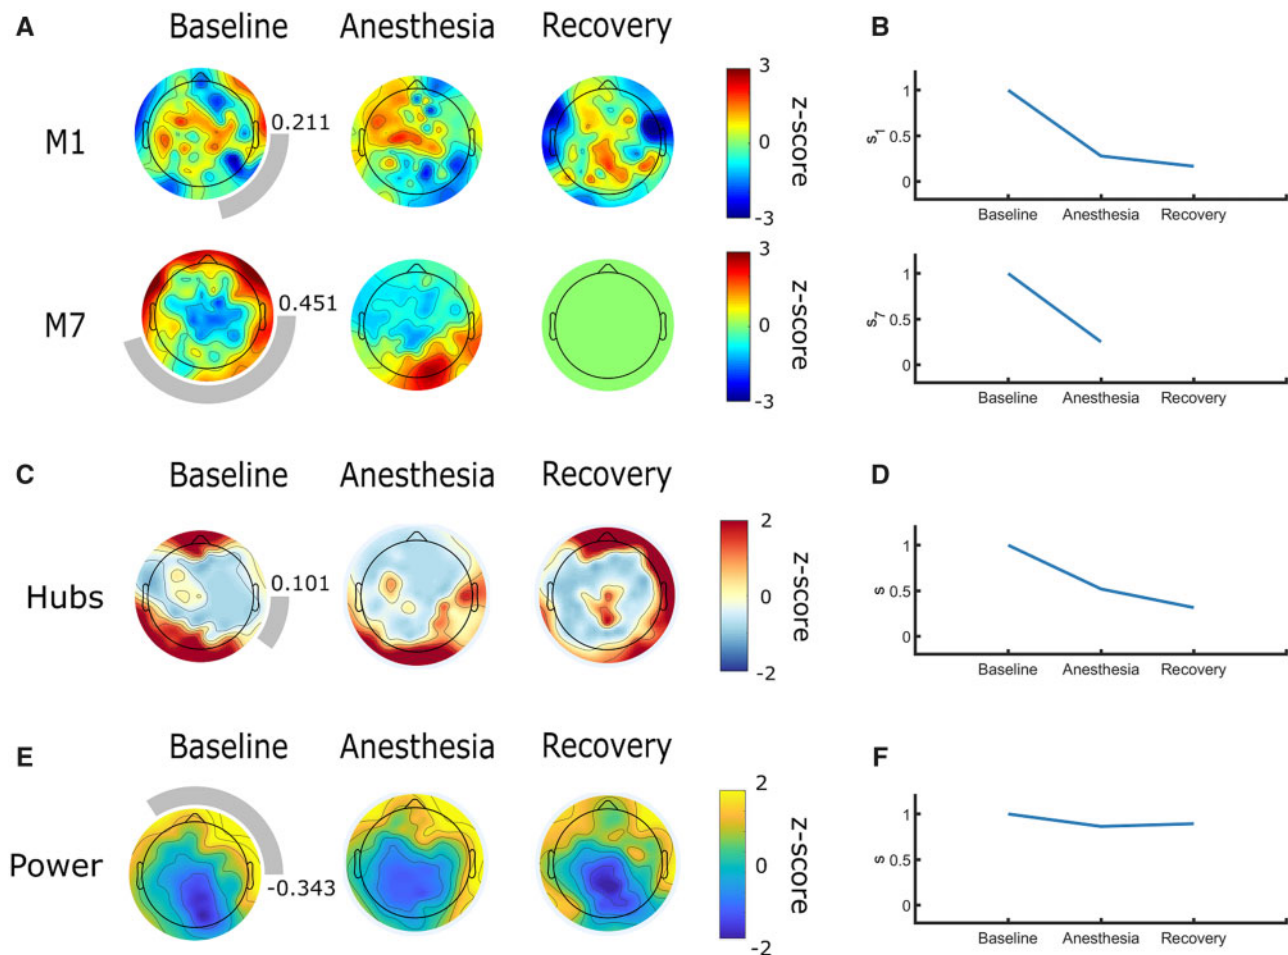 A
Baseline
Anesthesia
Recovery
B
M1
0.211
3
0
-3
z-score
1
0.5
0
s1
Baseline
Anesthesia
Recovery
M7
0.451
3
0
-3
z-score
1
0.5
0
s7
Baseline
Anesthesia
Recovery
C
Baseline
Anesthesia
Recovery
D
Hubs
0.101
2
0
-2
z-score
1
0.5
0
s
Baseline
Anesthesia
Recovery
E
Baseline
Anesthesia
Recovery
F
Power
-0.343
2
0
-2
z-score
1
0.5
0
s
Baseline
Anesthesia
Recovery